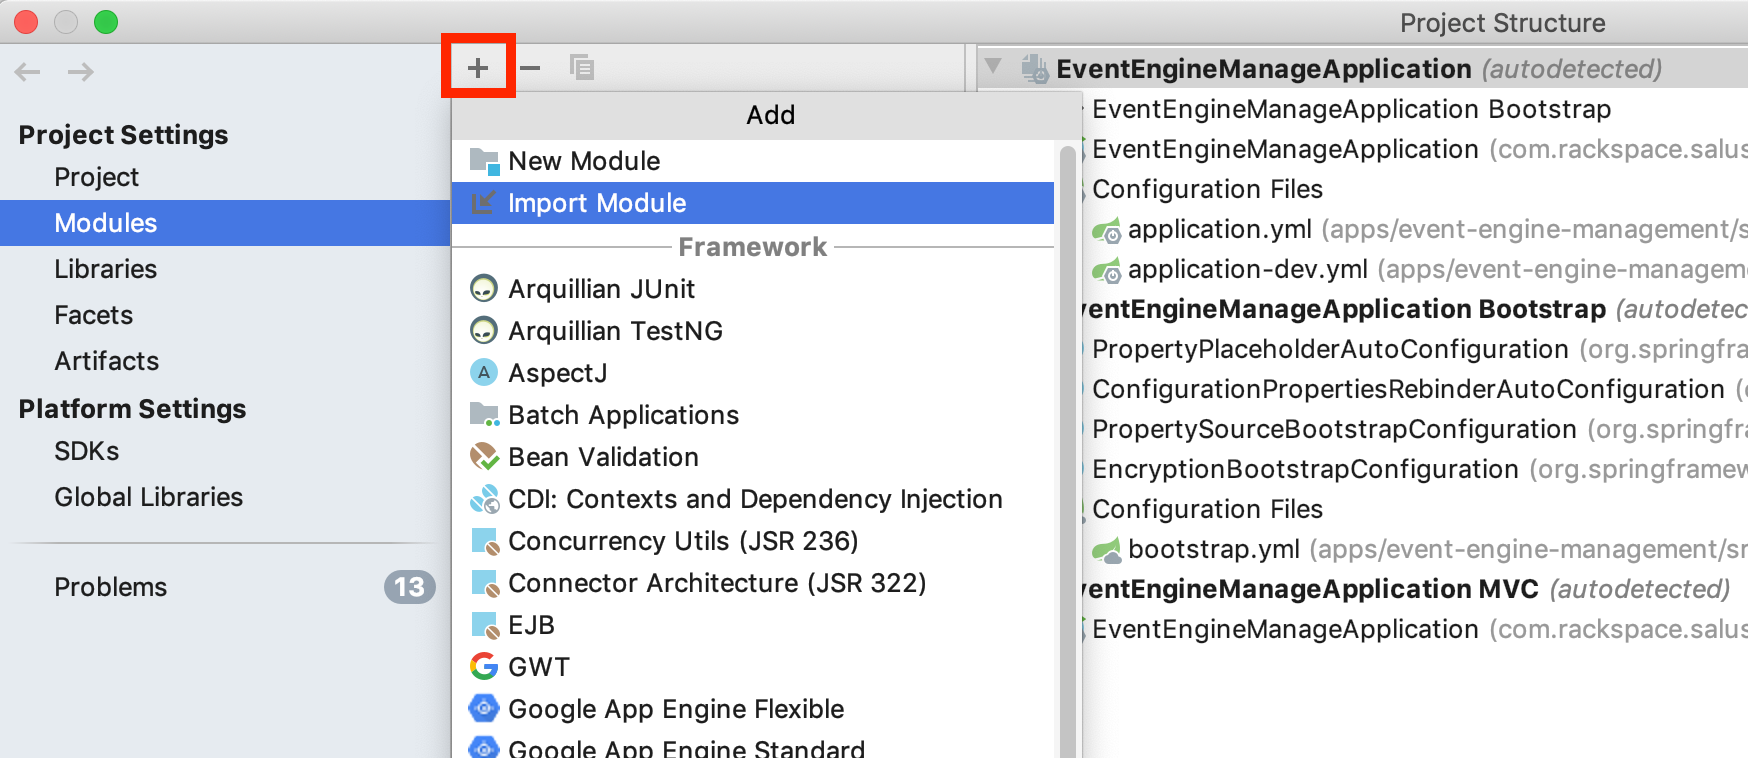 Project Structure
Project Settings
Project
Modules
Libraries
Facets
Artifacts
Platform Settings
SDKs
Global Libraries
Problems 13
Add
New Module
Import Module
Framework
Arquillian JUnit
Arquillian TestNG
AspectJ
Batch Applications
Bean Validation
CDI: Contexts and Dependency Injection
Concurrency Utils (JSR 236)
Connector Architecture (JSR 322)
EJB
GWT
Google App Engine Flexible
Google App Engine Standard
EventEngineManageApplication (autodetected)
EventEngineManageApplication Bootstrap
EventEngineManageApplication (com.rackspace.salus
Configuration Files
application.yml (apps/event-engine-management/s
application-dev.yml (apps/event-engine-managem
ventEngineManageApplication Bootstrap (autodetec
PropertyPlaceholderAutoConfiguration (org.springfra
ConfigurationPropertiesRebinderAutoConfiguration (
PropertySourceBootstrapConfiguration (org.springfra
EncryptionBootstrapConfiguration (org.springframew
Configuration Files
bootstrap.yml (apps/event-engine-management/sr
ventEngineManageApplication MVC (autodetected)
EventEngineManageApplication (com.rackspace.salus